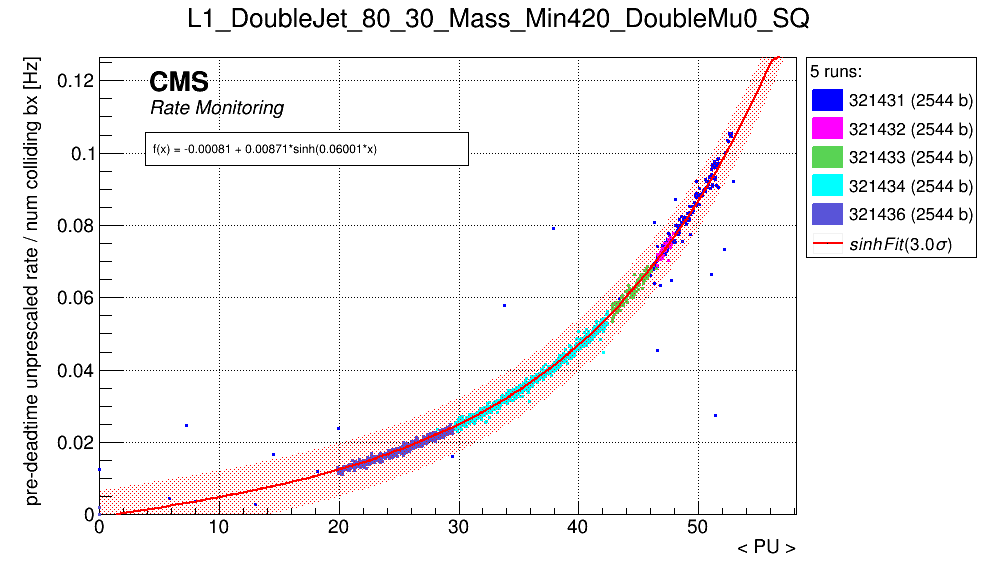 L1_DoubleJet_80_30_Mass_Min420_DoubleMu0_SQ
pre-deadtime unprescaled rate / num colliding bx [Hz]
0.12
0.1
0.08
0.06
0.04
0.02
0
CMS
Rate Monitoring
f(x) = -0.00081 + 0.00871*sinh(0.06001*x)
0 10 20 30 40 50
< PU >
5 runs:
321431 (2544 b)
321432 (2544 b)
321433 (2544 b)
321434 (2544 b)
321436 (2544 b)
sinhFit(3.0σ)